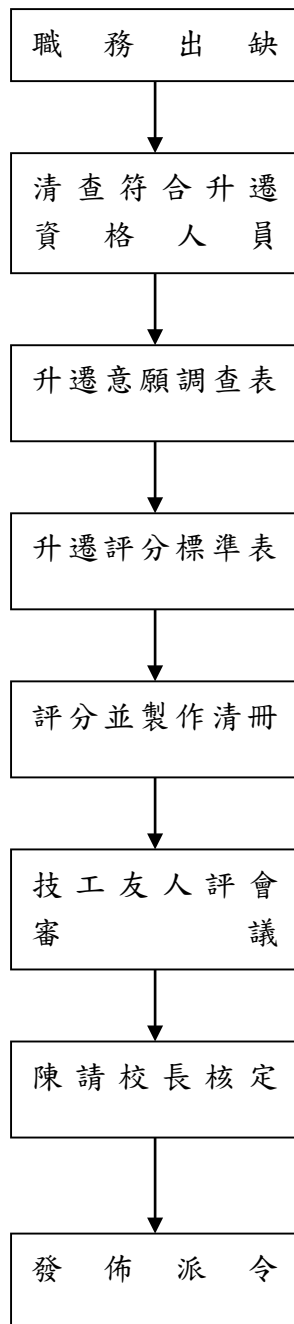 職務出缺
清查符合升遷
資格人員
升遷意願調查表
升遷評分標準表
評分並製作清冊
技工友人評會
審議
陳請校長核定
發佈派令